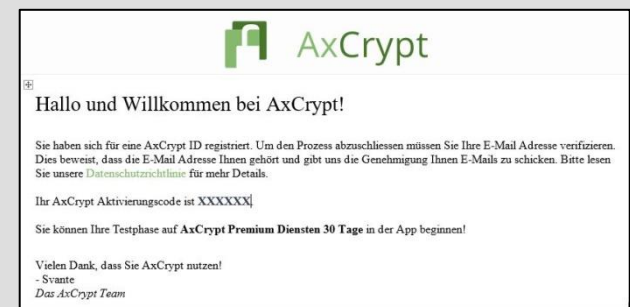 AxCrypt
Hallo und Willkommen bei AxCrypt!
Sie haben sich für eine AxCrypt ID registriert. Um den Prozess abzuschliessen müssen Sie Ihre E-Mail Adresse verifizieren.
Dies beweist, dass die E-Mail Adresse Ihnen gehört und gibt uns die Genehmigung Ihnen E-Mails zu schicken. Bitte lesen
Sie unsere Datenschutzrichtlinie für mehr Details.
Ihr AxCrypt Aktivierungscode ist XXXXXX
Sie können Ihre Testphase auf AxCrypt Premium Diensten 30 Tage in der App beginnen!
Vielen Dank, dass Sie AxCrypt nutzen!
- Svante
Das AxCrypt Team